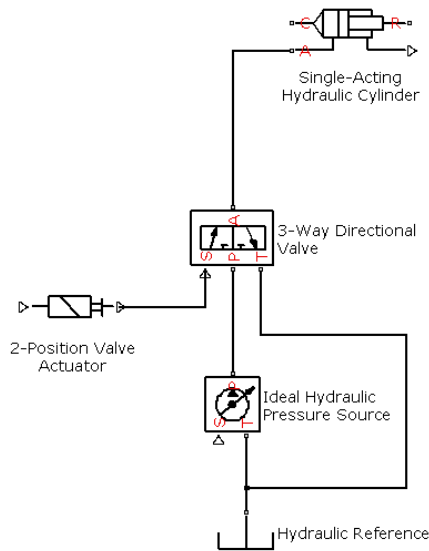 C R
A
Single-Acting
Hydraulic Cylinder
A
3-Way Directional
Valve
S P T
2-Position Valve
Actuator
P
Ideal Hydraulic
Pressure Source
S T
Hydraulic Reference